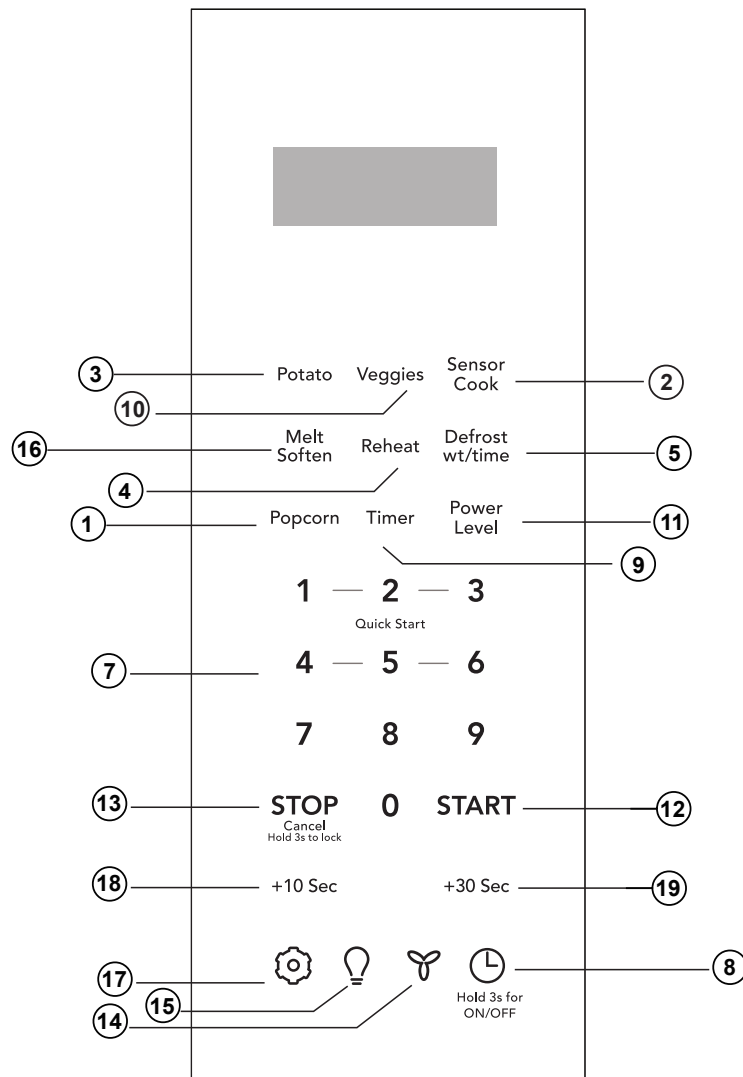 3
Potato
Veggies
Sensor
Cook
2
10
16
Melt
Soften
Reheat
Defrost
wt/time
5
4
1
Popcorn
Timer
Power
Level
11
9
1 — 2 — 3
Quick Start
7
4 — 5 — 6
7 8 9
13
STOP
Cancel
Hold 3s to lock
0
START
12
18
+10 Sec
+30 Sec
19
17
15
14
8
Hold 3s for
ON/OFF